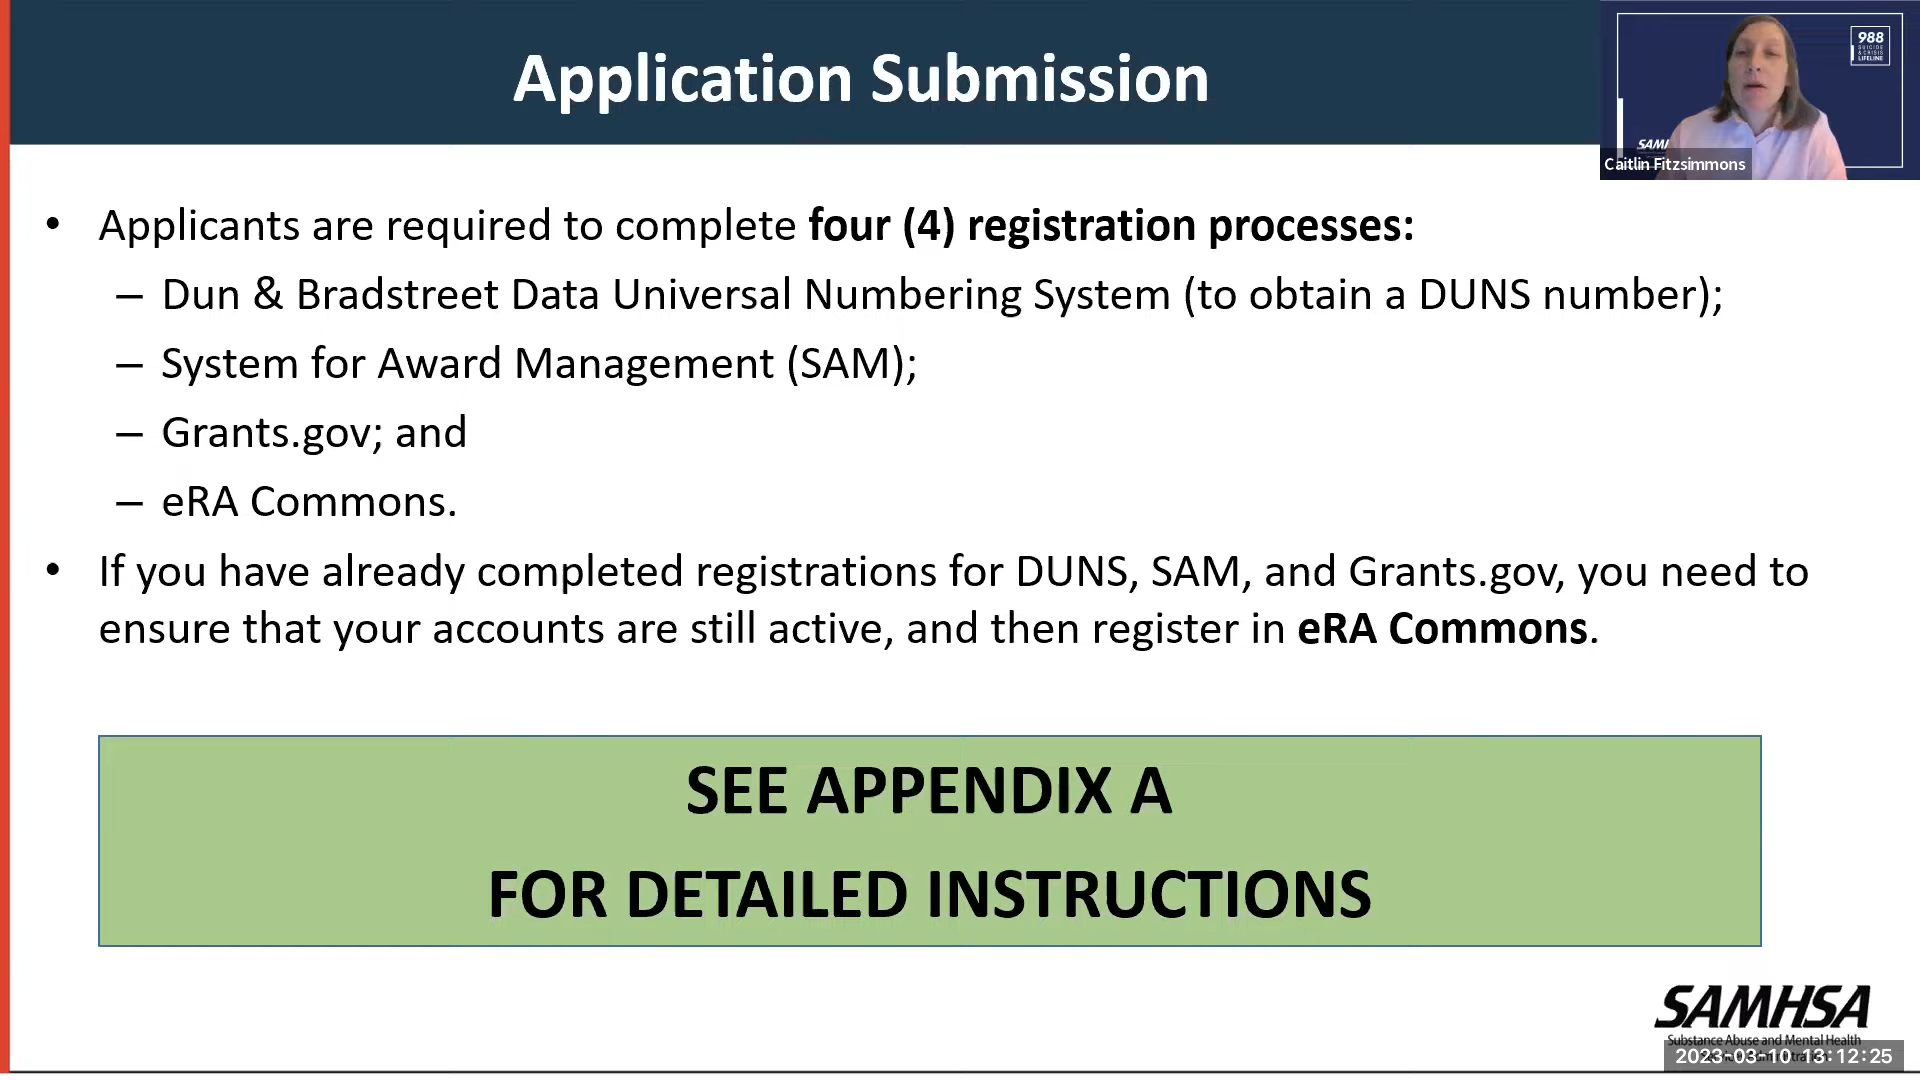 Application Submission
988
SUICIDE
& CRISIS
LIFELINE
SAMH
Caitlin Fitzsimmons
• Applicants are required to complete four (4) registration processes:
– Dun & Bradstreet Data Universal Numbering System (to obtain a DUNS number);
– System for Award Management (SAM);
– Grants.gov; and
– eRA Commons.
• If you have already completed registrations for DUNS, SAM, and Grants.gov, you need to
ensure that your accounts are still active, and then register in eRA Commons.
SEE APPENDIX A
FOR DETAILED INSTRUCTIONS
SAMHSA
Substance Abuse and Mental Health
2023-03-10 13:12:25